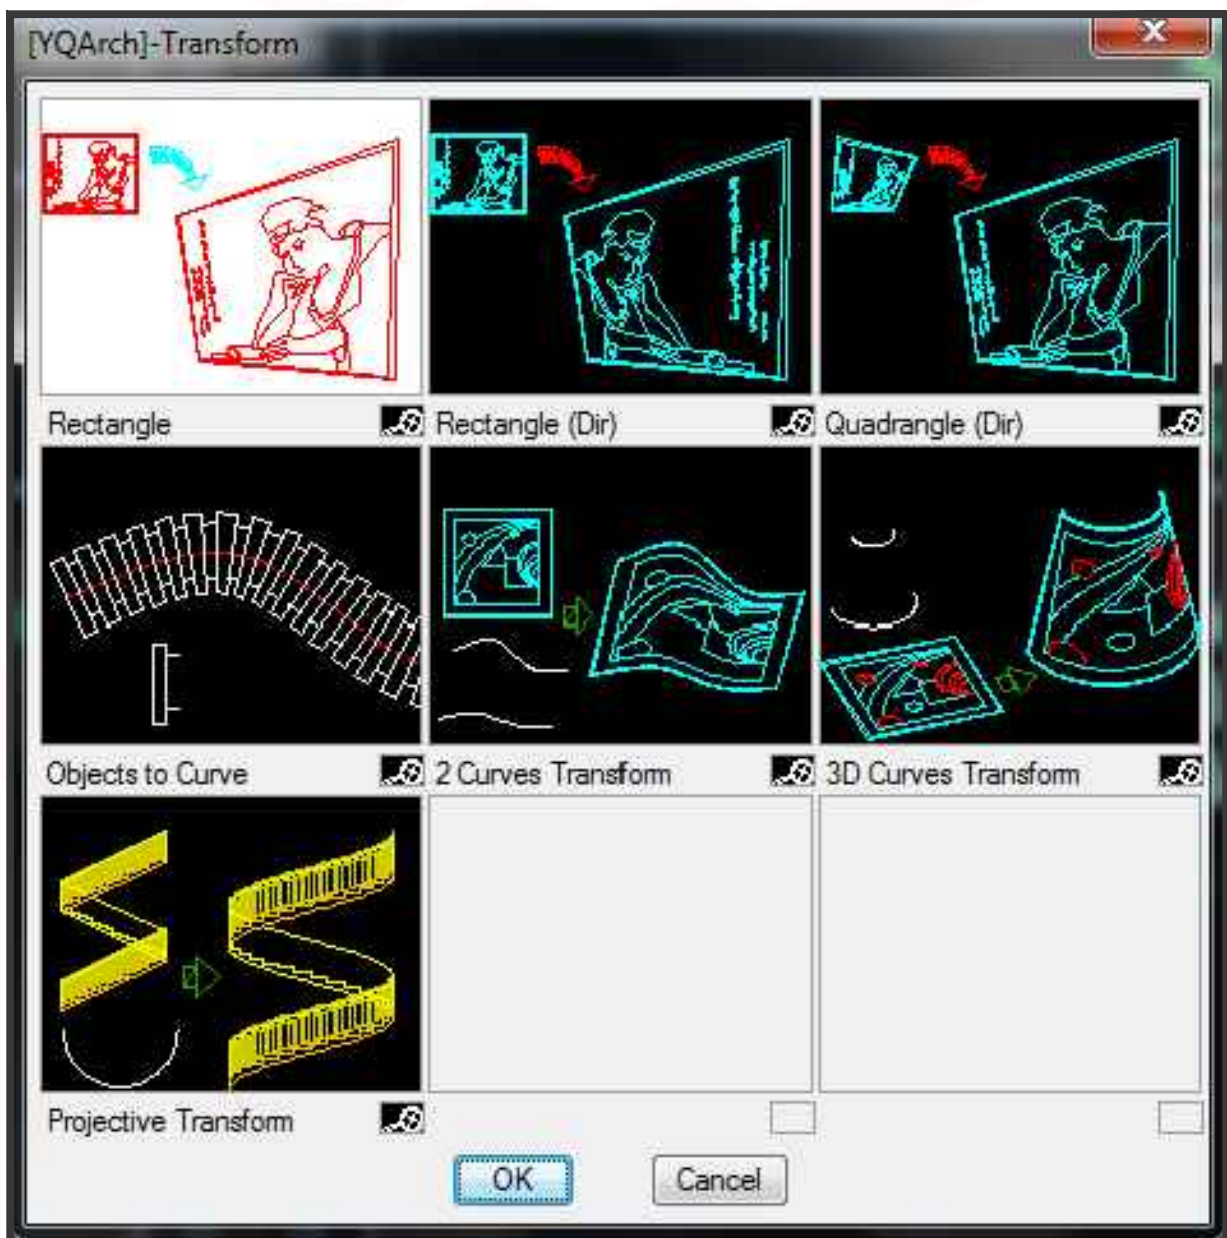 [YQArch]-Transform
Rectangle
Rectangle (Dir)
Quadrangle (Dir)
Objects to Curve
2 Curves Transform
3D Curves Transform
Projective Transform
OK
Cancel